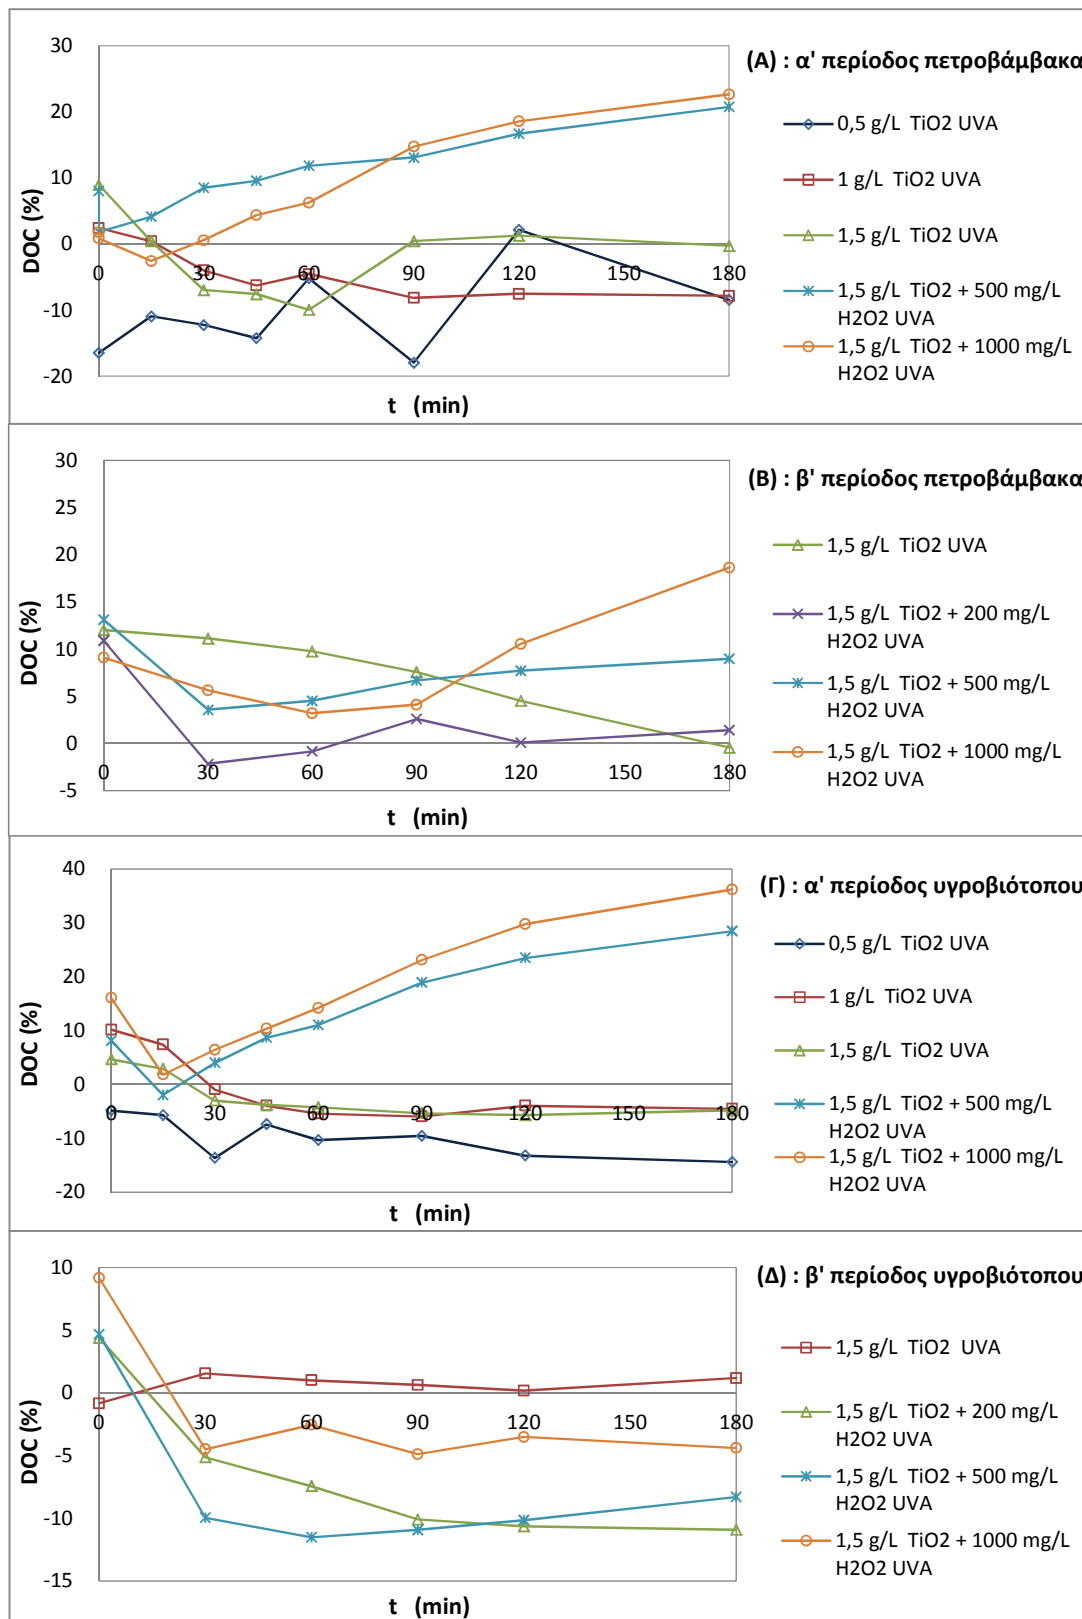 (Α) : α' περίοδος πετροβάμβακα
30
20
10
0
-10
-20
DOC (%)
0
30
60
90
120
150
180
t (min)
0,5 g/L TiO2 UVA
1 g/L TiO2 UVA
1,5 g/L TiO2 UVA
1,5 g/L TiO2 + 500 mg/L
H2O2 UVA
1,5 g/L TiO2 + 1000 mg/L
H2O2 UVA
(Β) : β' περίοδος πετροβάμβακα
30
25
20
15
10
5
0
-5
DOC (%)
0
30
60
90
120
150
180
t (min)
1,5 g/L TiO2 UVA
1,5 g/L TiO2 + 200 mg/L
H2O2 UVA
1,5 g/L TiO2 + 500 mg/L
H2O2 UVA
1,5 g/L TiO2 + 1000 mg/L
H2O2 UVA
(Γ) : α' περίοδος υγροβιότοπου
40
30
20
10
0
-10
-20
DOC (%)
0
30
60
90
120
150
180
t (min)
0,5 g/L TiO2 UVA
1 g/L TiO2 UVA
1,5 g/L TiO2 UVA
1,5 g/L TiO2 + 500 mg/L
H2O2 UVA
1,5 g/L TiO2 + 1000 mg/L
H2O2 UVA
(Δ) : β' περίοδος υγροβιότοπου
10
5
0
-5
-10
-15
DOC (%)
0
30
60
90
120
150
180
t (min)
1,5 g/L TiO2 UVA
1,5 g/L TiO2 + 200 mg/L
H2O2 UVA
1,5 g/L TiO2 + 500 mg/L
H2O2 UVA
1,5 g/L TiO2 + 1000 mg/L
H2O2 UVA